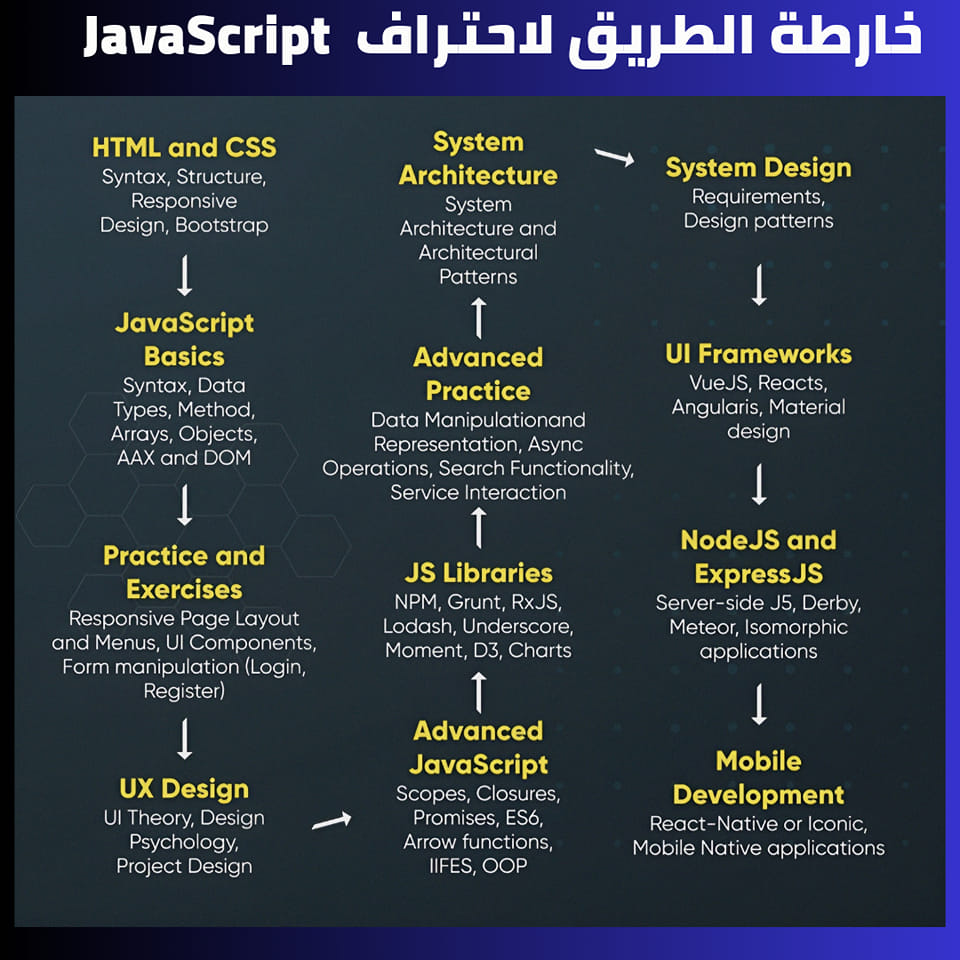 خارطة الطريق لاحتراف JavaScript
HTML and CSS
Syntax, Structure,
Responsive
Design, Bootstrap
JavaScript
Basics
Syntax, Data
Types, Method,
Arrays, Objects,
AAX and DOM
Practice and
Exercises
Responsive Page Layout
and Menus, UI Components,
Form manipulation (Login,
Register)
UX Design
UI Theory, Design
Psychology,
Project Design
Advanced
JavaScript
Scopes, Closures,
Promises, ES6,
Arrow functions,
IIFES, OOP
JS Libraries
NPM, Grunt, RxJS,
Lodash, Underscore,
Moment, D3, Charts
Advanced
Practice
Data Manipulationand
Representation, Async
Operations, Search Functionality,
Service Interaction
System
Architecture
System
Architecture and
Architectural
Patterns
System Design
Requirements,
Design patterns
UI Frameworks
VueJS, Reacts,
Angularis, Material
design
NodeJS and
ExpressJS
Server-side J5, Derby,
Meteor, Isomorphic
applications
Mobile
Development
React-Native or Iconic,
Mobile Native applications